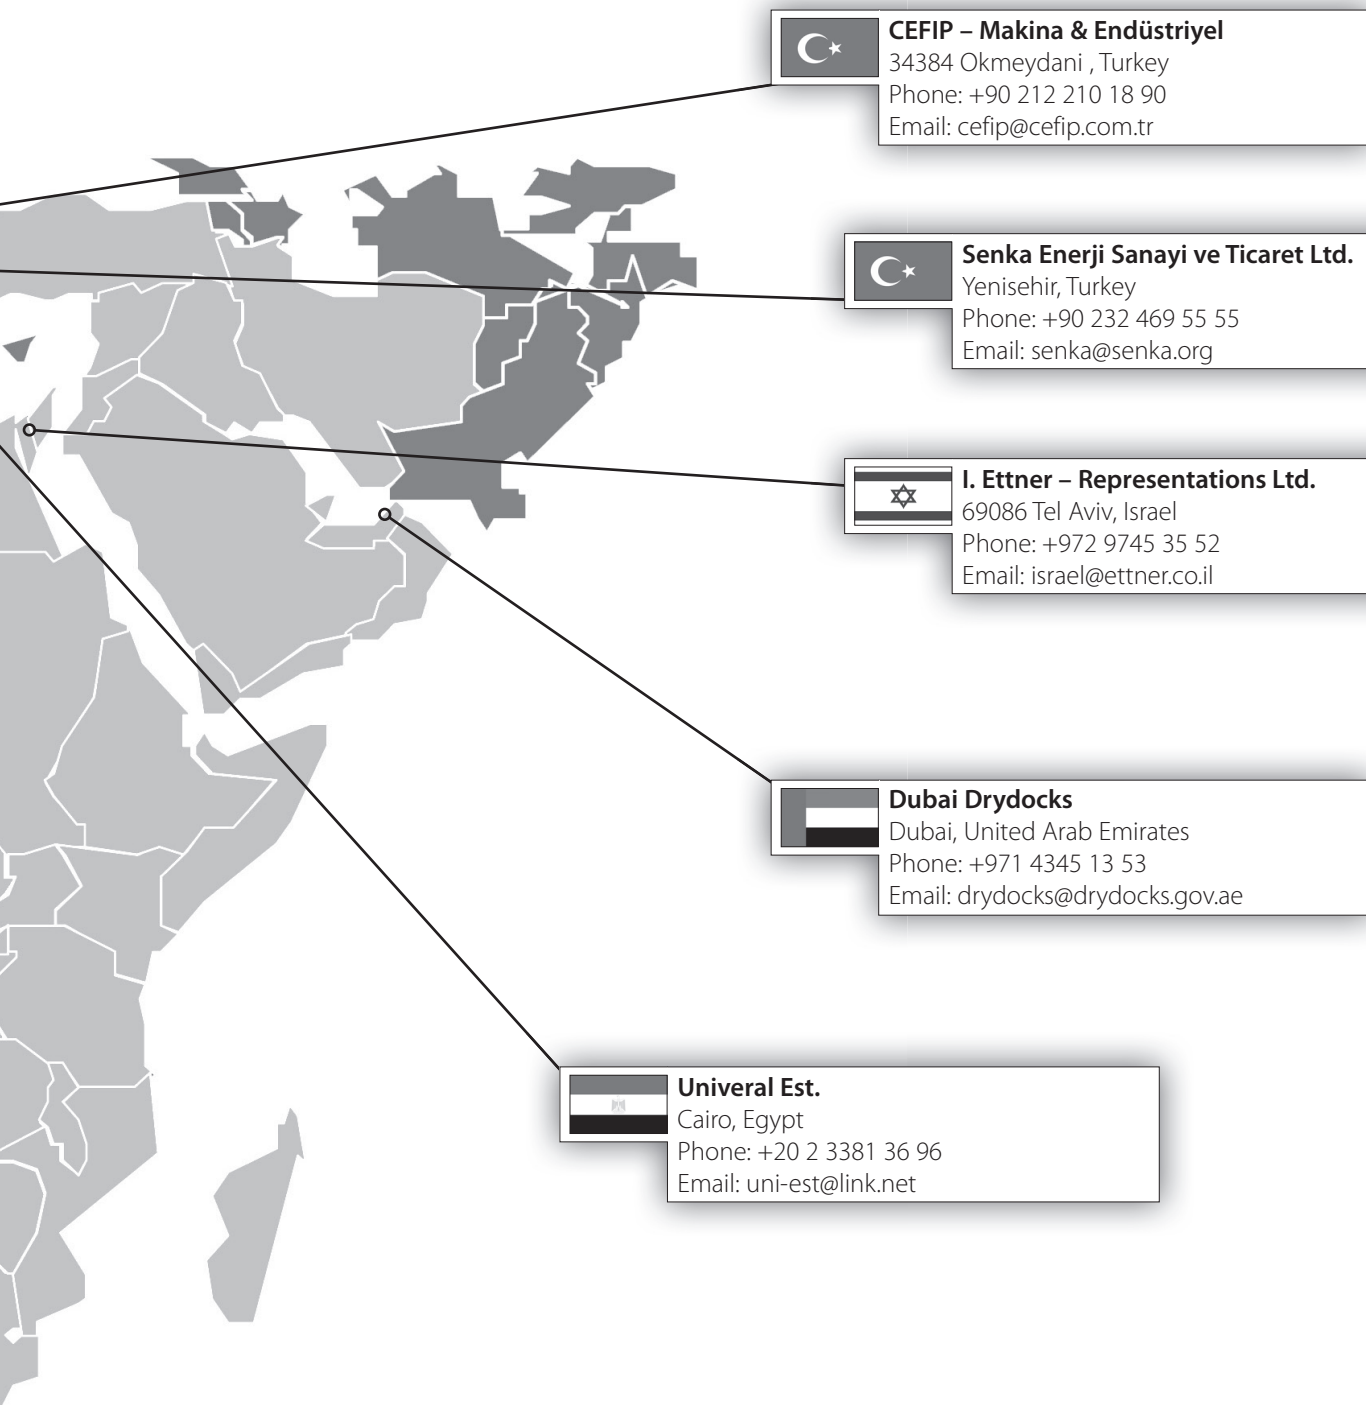 CEFIP – Makina & Endüstriyel
34384 Okmeydani , Turkey
Phone: +90 212 210 18 90
Email: cefip@cefip.com.tr
Senka Enerji Sanayi ve Ticaret Ltd.
Yenisehir, Turkey
Phone: +90 232 469 55 55
Email: senka@senka.org
I. Ettner – Representations Ltd.
69086 Tel Aviv, Israel
Phone: +972 9745 35 52
Email: israel@ettner.co.il
Dubai Drydocks
Dubai, United Arab Emirates
Phone: +971 4345 13 53
Email: drydocks@drydocks.gov.ae
Univeral Est.
Cairo, Egypt
Phone: +20 2 3381 36 96
Email: uni-est@link.net